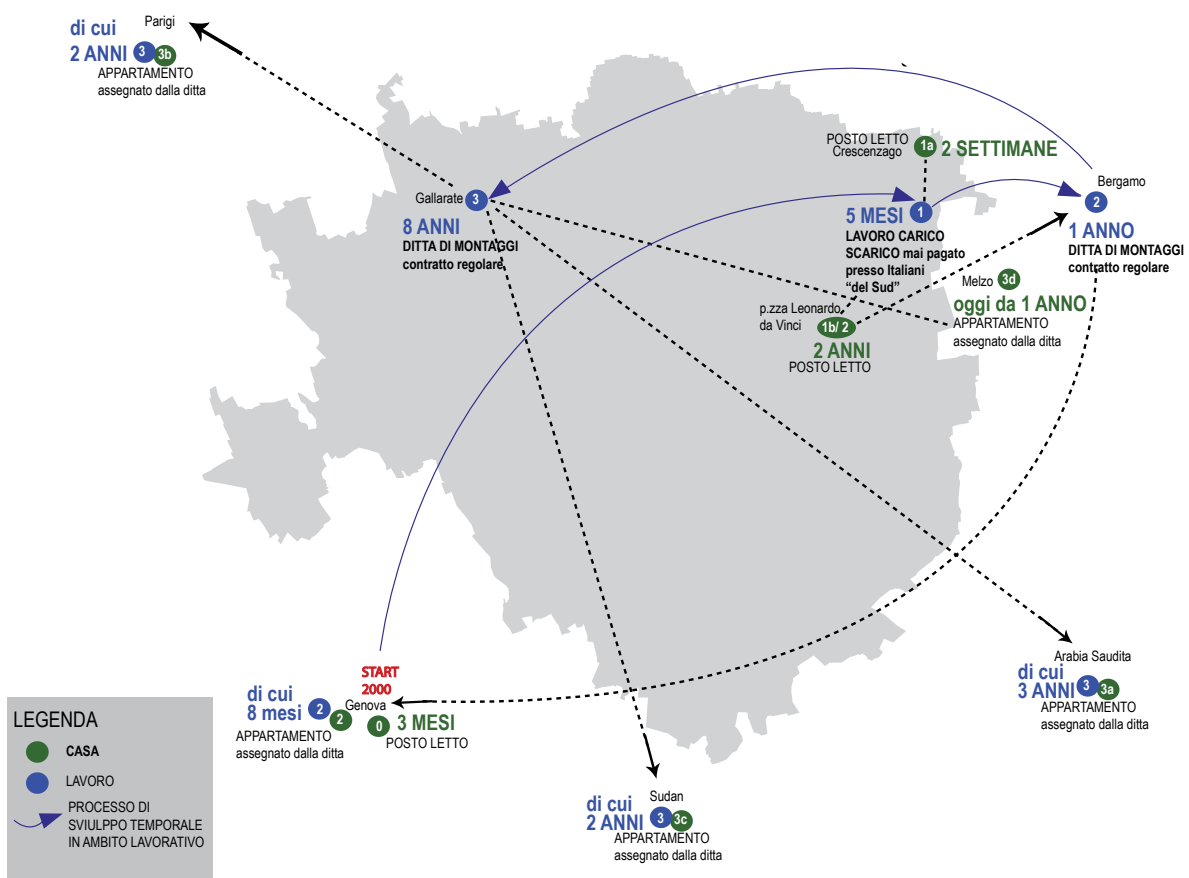 Parigi
di cui
2 ANNI 3 3b
APPARTAMENTO
assegnato dalla ditta
POSTO LETTO
Crescenzago
1a 2 SETTIMANE
Gallarate 3
8 ANNI
DITTA DI MONTAGGI
contratto regolare
5 MESI 1
LAVORO CARICO
SCARICO mai pagato
presso Italiani
“del Sud”
Bergamo
2
1 ANNO
DITTA DI MONTAGGI
contratto regolare
Melzo 3d
oggi da 1 ANNO
APPARTAMENTO
assegnato dalla ditta
p.zza Leonardo
da Vinci
1b/ 2
2 ANNI
POSTO LETTO
START
2000
Genova
di cui
8 mesi 2 2
APPARTAMENTO
assegnato dalla ditta
0 3 MESI
POSTO LETTO
Arabia Saudita
di cui
3 ANNI 3 3a
APPARTAMENTO
assegnato dalla ditta
Sudan
di cui
2 ANNI 3 3c
APPARTAMENTO
assegnato dalla ditta
LEGENDA
CASA
LAVORO
PROCESSO DI
SVIULPPO TEMPORALE
IN AMBITO LAVORATIVO